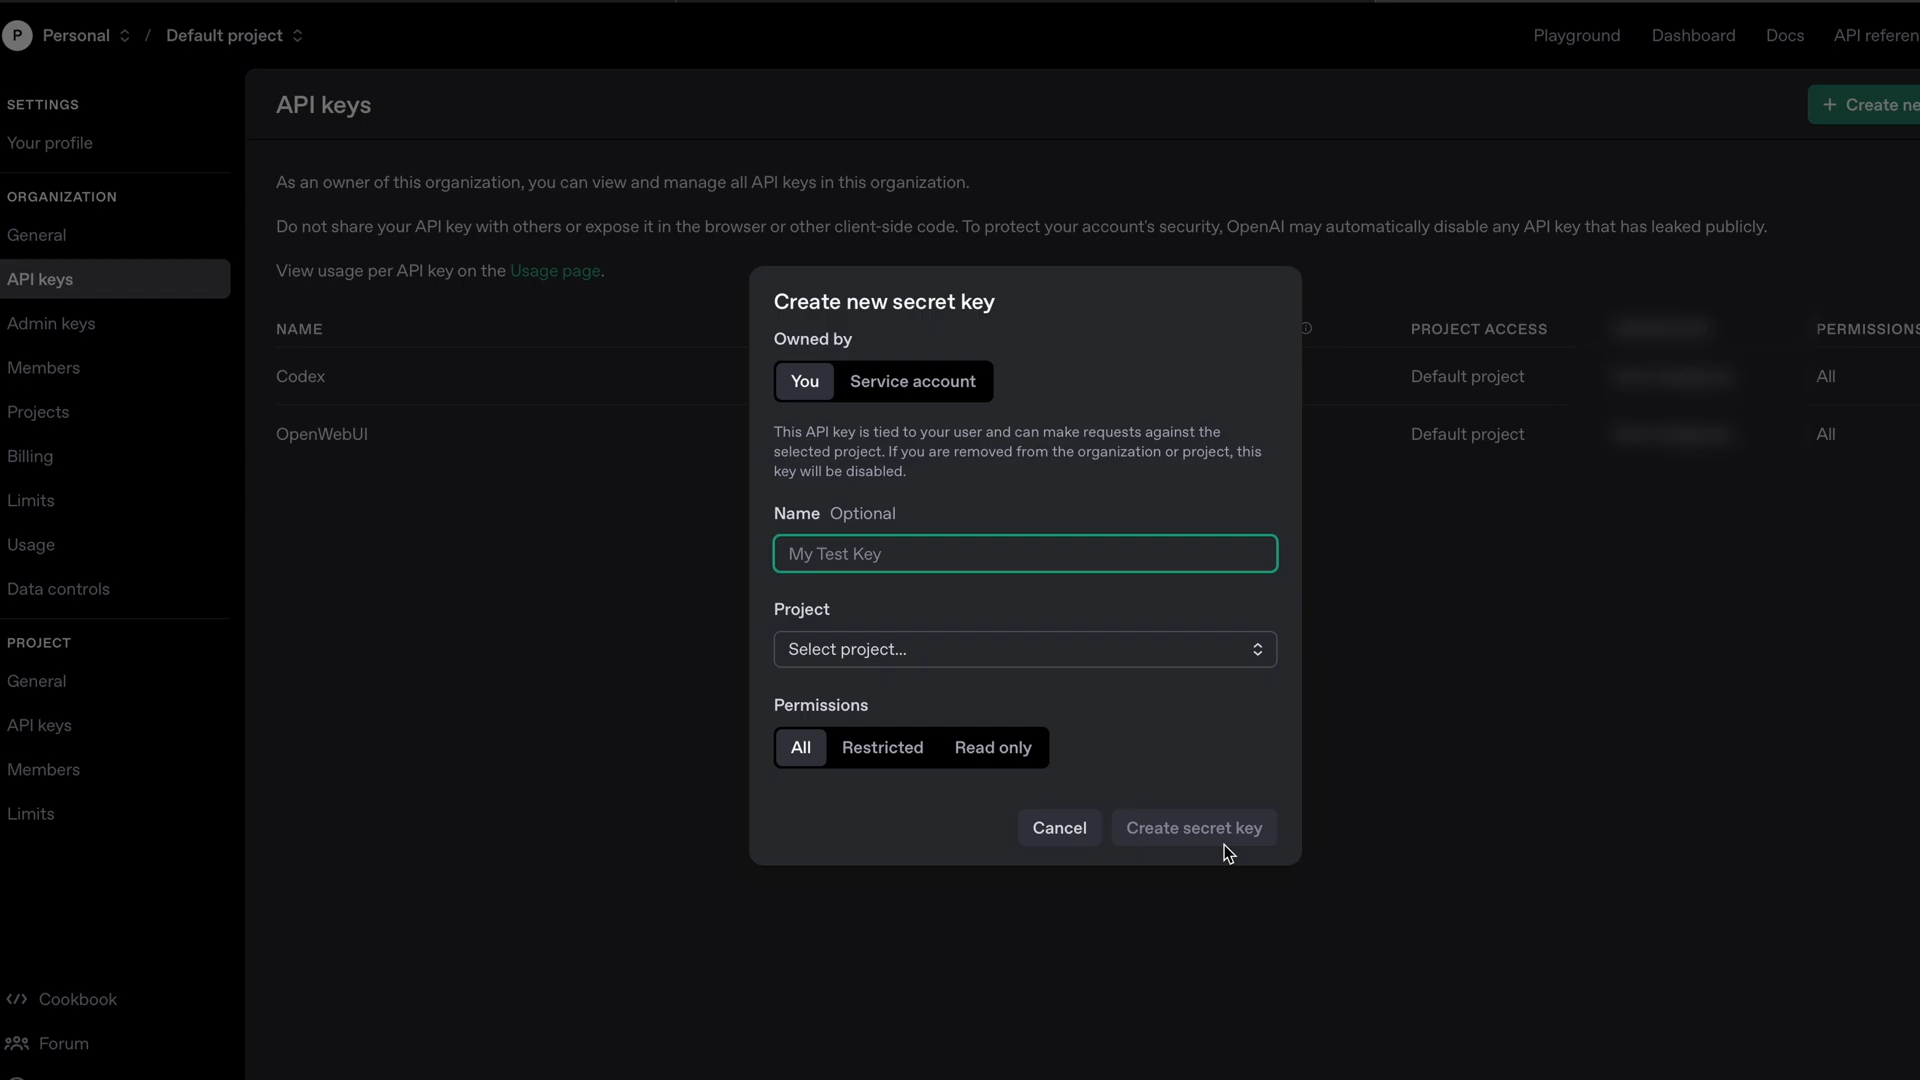 P Personal / Default project
Playground Dashboard Docs API referen
SETTINGS
Your profile
ORGANIZATION
General
API keys
Admin keys
Members
Projects
Billing
Limits
Usage
Data controls
PROJECT
General
API keys
Members
Limits
Cookbook
Forum
API keys
+ Create ne
As an owner of this organization, you can view and manage all API keys in this organization.
Do not share your API key with others or expose it in the browser or other client-side code. To protect your account's security, OpenAI may automatically disable any API key that has leaked publicly.
View usage per API key on the Usage page.
NAME PROJECT ACCESS PERMISSIONS
Codex Default project All
OpenWebUI Default project All
Create new secret key
Owned by
You Service account
This API key is tied to your user and can make requests against the
selected project. If you are removed from the organization or project, this
key will be disabled.
Name Optional
My Test Key
Project
Select project...
Permissions
All Restricted Read only
Cancel Create secret key